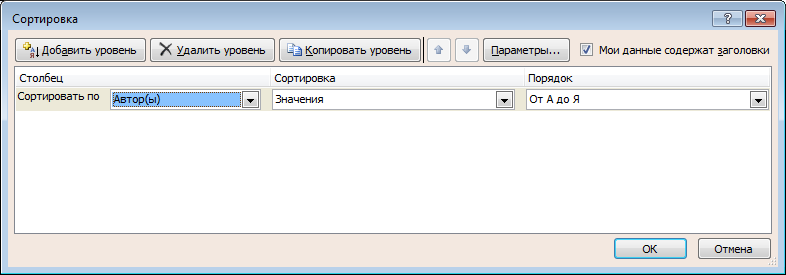 Сортировка
Добавить уровень Удалить уровень Копировать уровень Параметры... Мои данные содержат заголовки
Столбец Сортировка Порядок
Сортировать по Автор(ы) Значения От А до Я
ОК Отмена